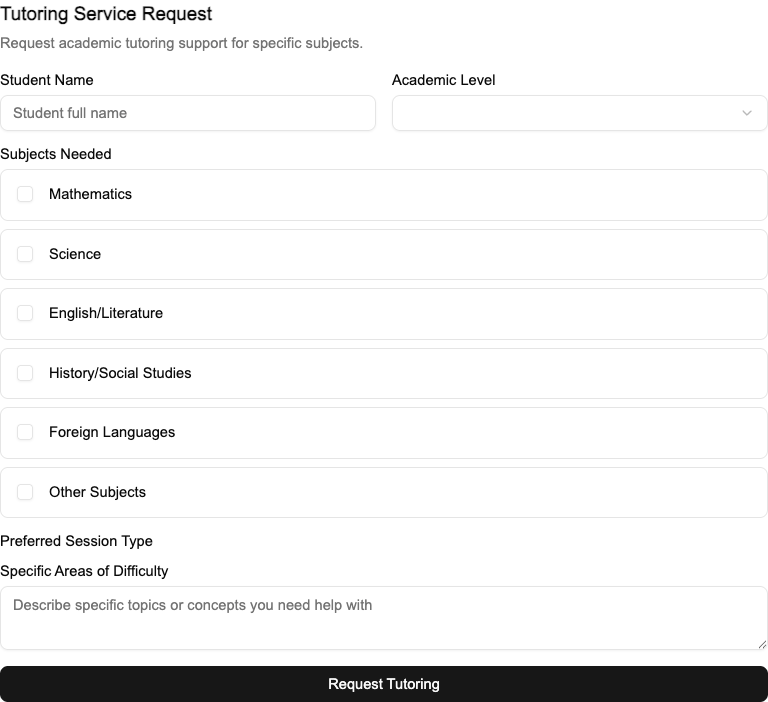 Tutoring Service Request
Request academic tutoring support for specific subjects.
Student Name
Academic Level
Student full name
Subjects Needed
Mathematics
Science
English/Literature
History/Social Studies
Foreign Languages
Other Subjects
Preferred Session Type
Specific Areas of Difficulty
Describe specific topics or concepts you need help with
Request Tutoring